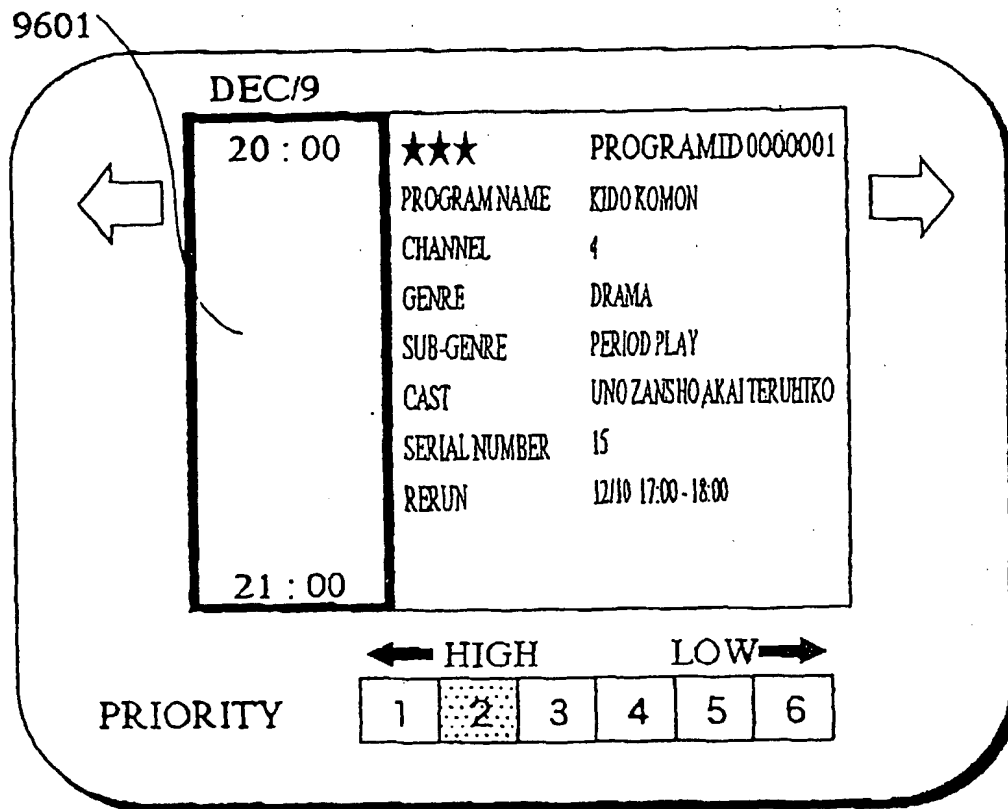 9601
DEC/9
20 : 00
★★★ PROGRAMID 0000001
PROGRAM NAME KIDO KOMON
CHANNEL 4
GENRE DRAMA
SUB-GENRE PERIOD PLAY
CAST UNO ZANSHO,AKAI TERUHIKO
SERIAL NUMBER 15
RERUN 12/10 17:00 - 18:00
21 : 00
HIGH LOW
PRIORITY 1 2 3 4 5 6